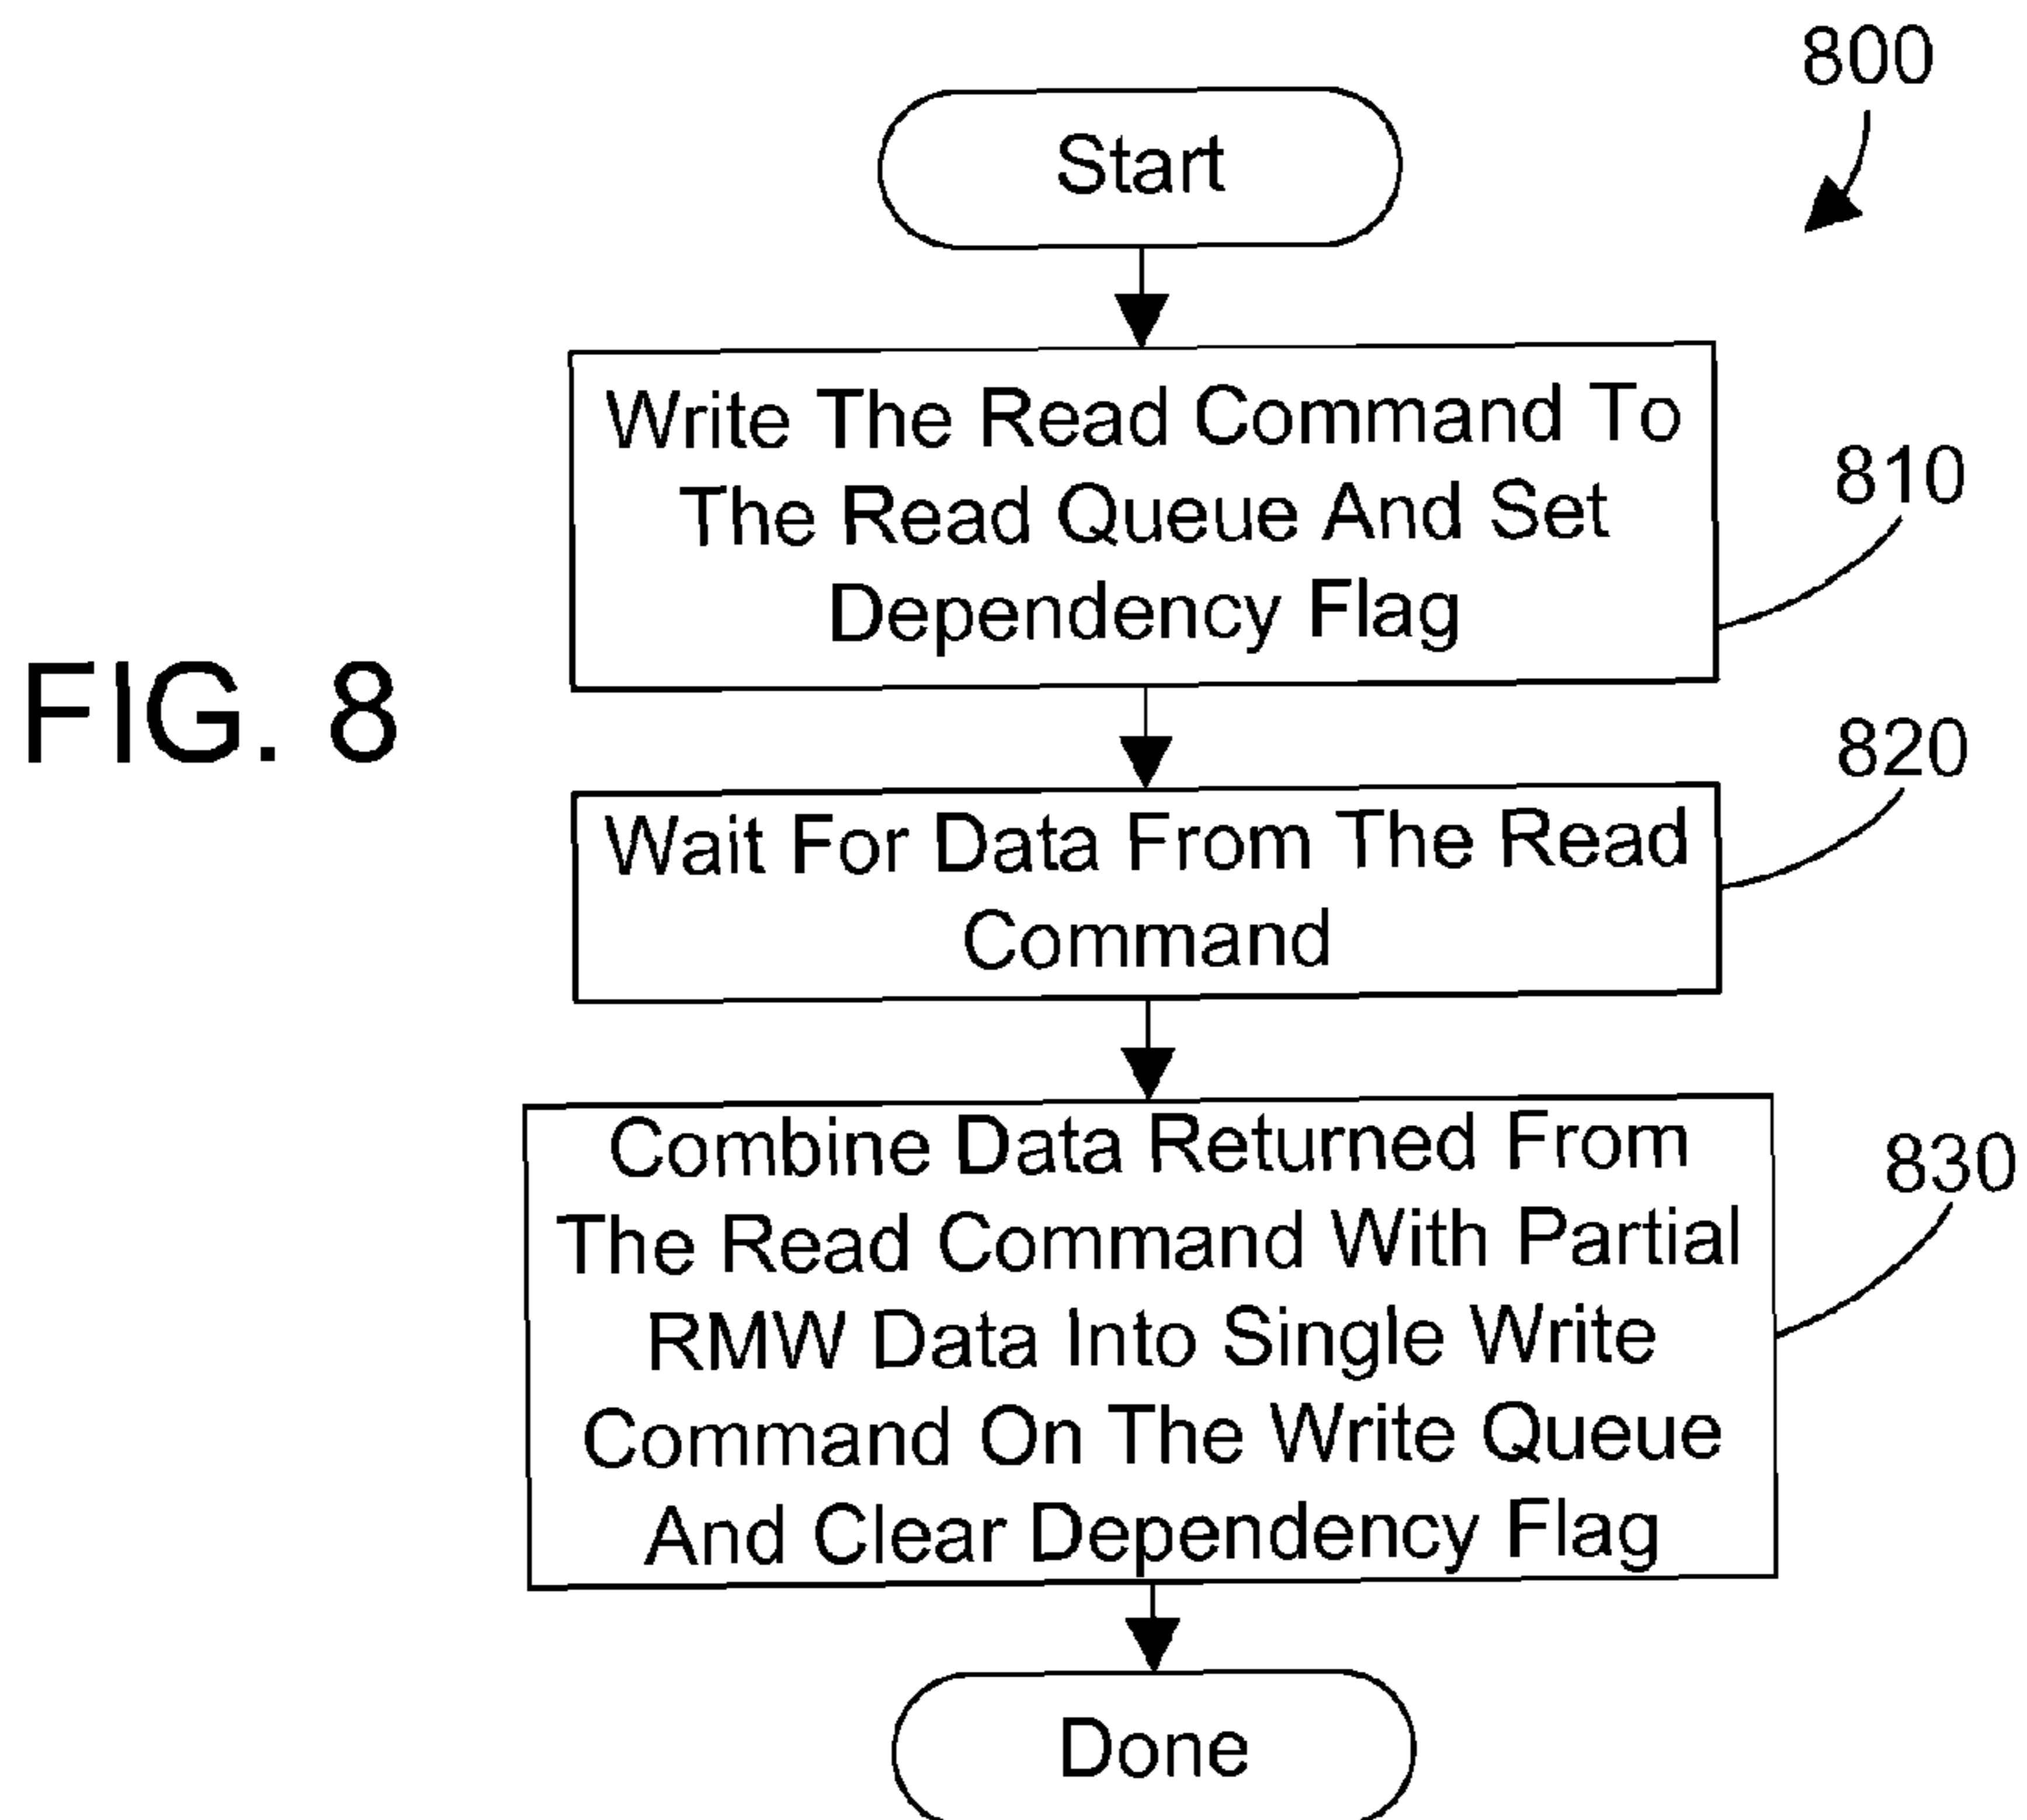 800
Start
Write The Read Command To
The Read Queue And Set
Dependency Flag
810
FIG. 8
820
Wait For Data From The Read
Command
Combine Data Returned From
The Read Command With Partial
RMW Data Into Single Write
Command On The Write Queue
And Clear Dependency Flag
830
Done